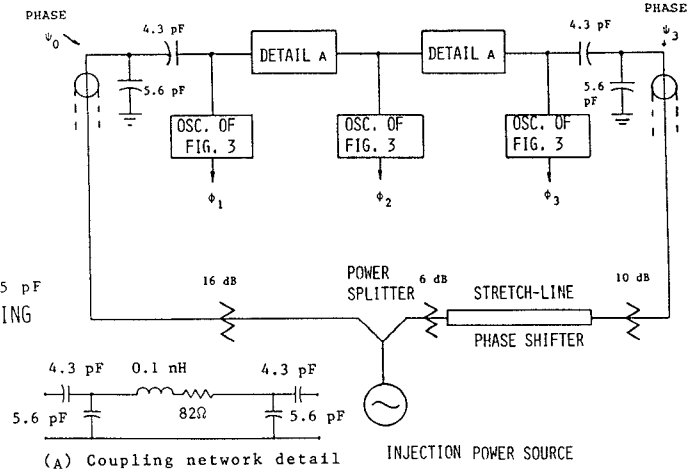 PHASE
ψ0
4.3 pF
5.6 pF
DETAIL A
DETAIL A
4.3 pF
PHASE
ψ3
5.6
pF
OSC. OF
FIG. 3
OSC. OF
FIG. 3
OSC. OF
FIG. 3
ϕ1
ϕ2
ϕ3
5 pF
ING
16 dB
POWER
SPLITTER
6 dB
STRETCH-LINE
10 dB
PHASE SHIFTER
4.3 pF
0.1 nH
4.3 pF
5.6 pF
82Ω
5.6 pF
(A) Coupling network detail
INJECTION POWER SOURCE